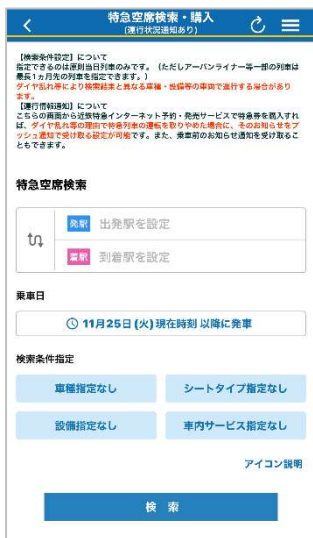 特急空席検索・購入
(運行状況通知あり)
【検索条件設定】について
指定できるのは原則当日列車のみです。（ただしアーバンライナー等一部の列車は
最長1ヵ月先の列車を指定できます。）
ダイヤ乱れ等により検索結果と異なる車種・設備等の車両で運行する場合があり
ます。
【運行情報通知】について
こちらの画面から近鉄特急インターネット予約・発売サービスで特急券を購入すれ
ば、ダイヤ乱れ等の理由で特急列車の運転を取りやめた場合に、そのお知らせをプ
ッシュ通知で受け取る設定が可能です。また、乗車前のお知らせ通知を受け取るこ
ともできます。
特急空席検索
発駅 出発駅を設定
着駅 到着駅を設定
乗車日
11月25日(火)現在時刻 以降に発車
検索条件指定
車種指定なし シートタイプ指定なし
設備指定なし 車内サービス指定なし
アイコン説明
検 索